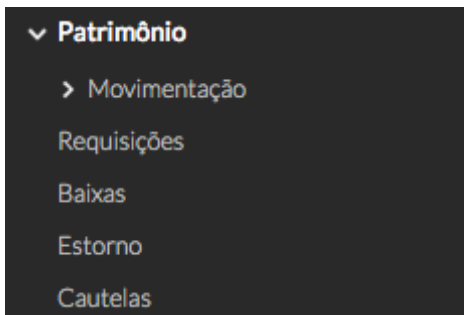 Patrimônio
Movimentação
Requisições
Baixas
Estorno
Cautelas